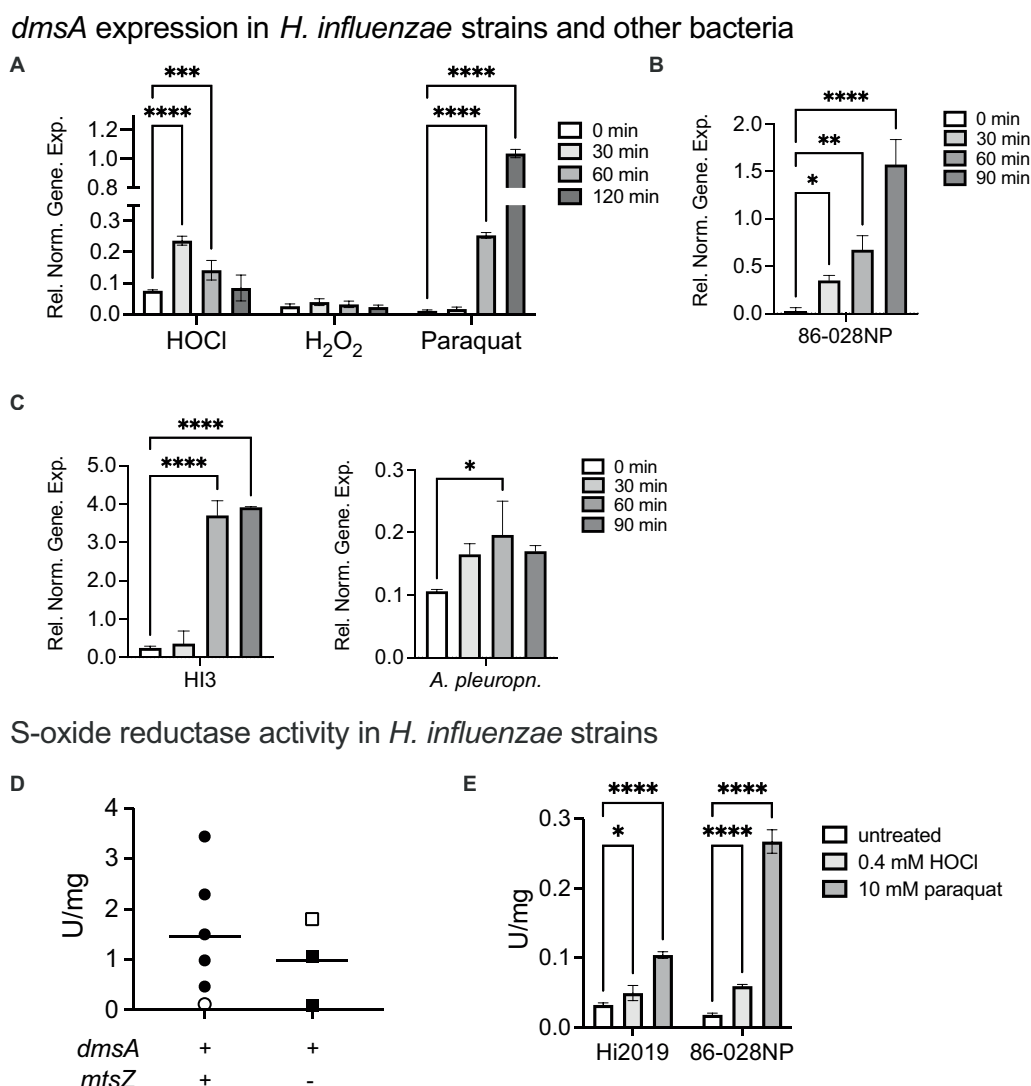 dmsA expression in H. influenzae strains and other bacteria
A
Rel. Norm. Gene. Exp.
1.2
1.0
0.8
0.3
0.2
0.1
0.0
****
***
****
****
HOCl
H2O2
Paraquat
0 min
30 min
60 min
120 min
B
Rel. Norm. Gene. Exp.
2.0
1.5
1.0
0.5
0.0
*
**
****
86-028NP
0 min
30 min
60 min
90 min
C
Rel. Norm. Gene. Exp.
5.0
4.0
3.0
2.0
1.0
0.0
****
****
HI3
Rel. Norm. Gene. Exp.
0.3
0.2
0.1
0.0
*
A. pleuropn.
0 min
30 min
60 min
90 min
S-oxide reductase activity in H. influenzae strains
D
U/mg
4
3
2
1
0
dmsA + +
mtsZ + -
E
U/mg
0.3
0.2
0.1
0.0
****
*
****
****
Hi2019
86-028NP
untreated
0.4 mM HOCl
10 mM paraquat